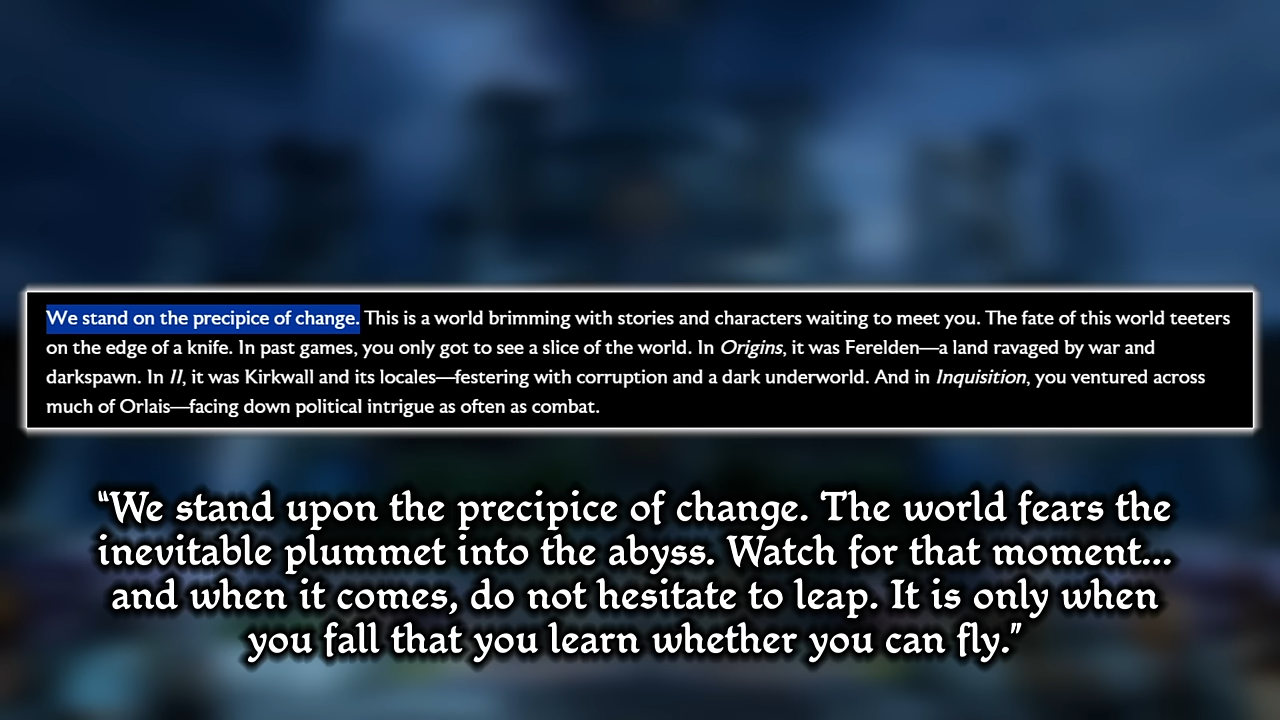 We stand on the precipice of change. This is a world brimming with stories and characters waiting to meet you. The fate of this world teeters
on the edge of a knife. In past games, you only got to see a slice of the world. In Origins, it was Ferelden—a land ravaged by war and
darkspawn. In II, it was Kirkwall and its locales—festering with corruption and a dark underworld. And in Inquisition, you ventured across
much of Orlais—facing down political intrigue as often as combat.
"We stand upon the precipice of change. The world fears the
inevitable plummet into the abyss. Watch for that moment...
and when it comes, do not hesitate to leap. It is only when
you fall that you learn whether you can fly."